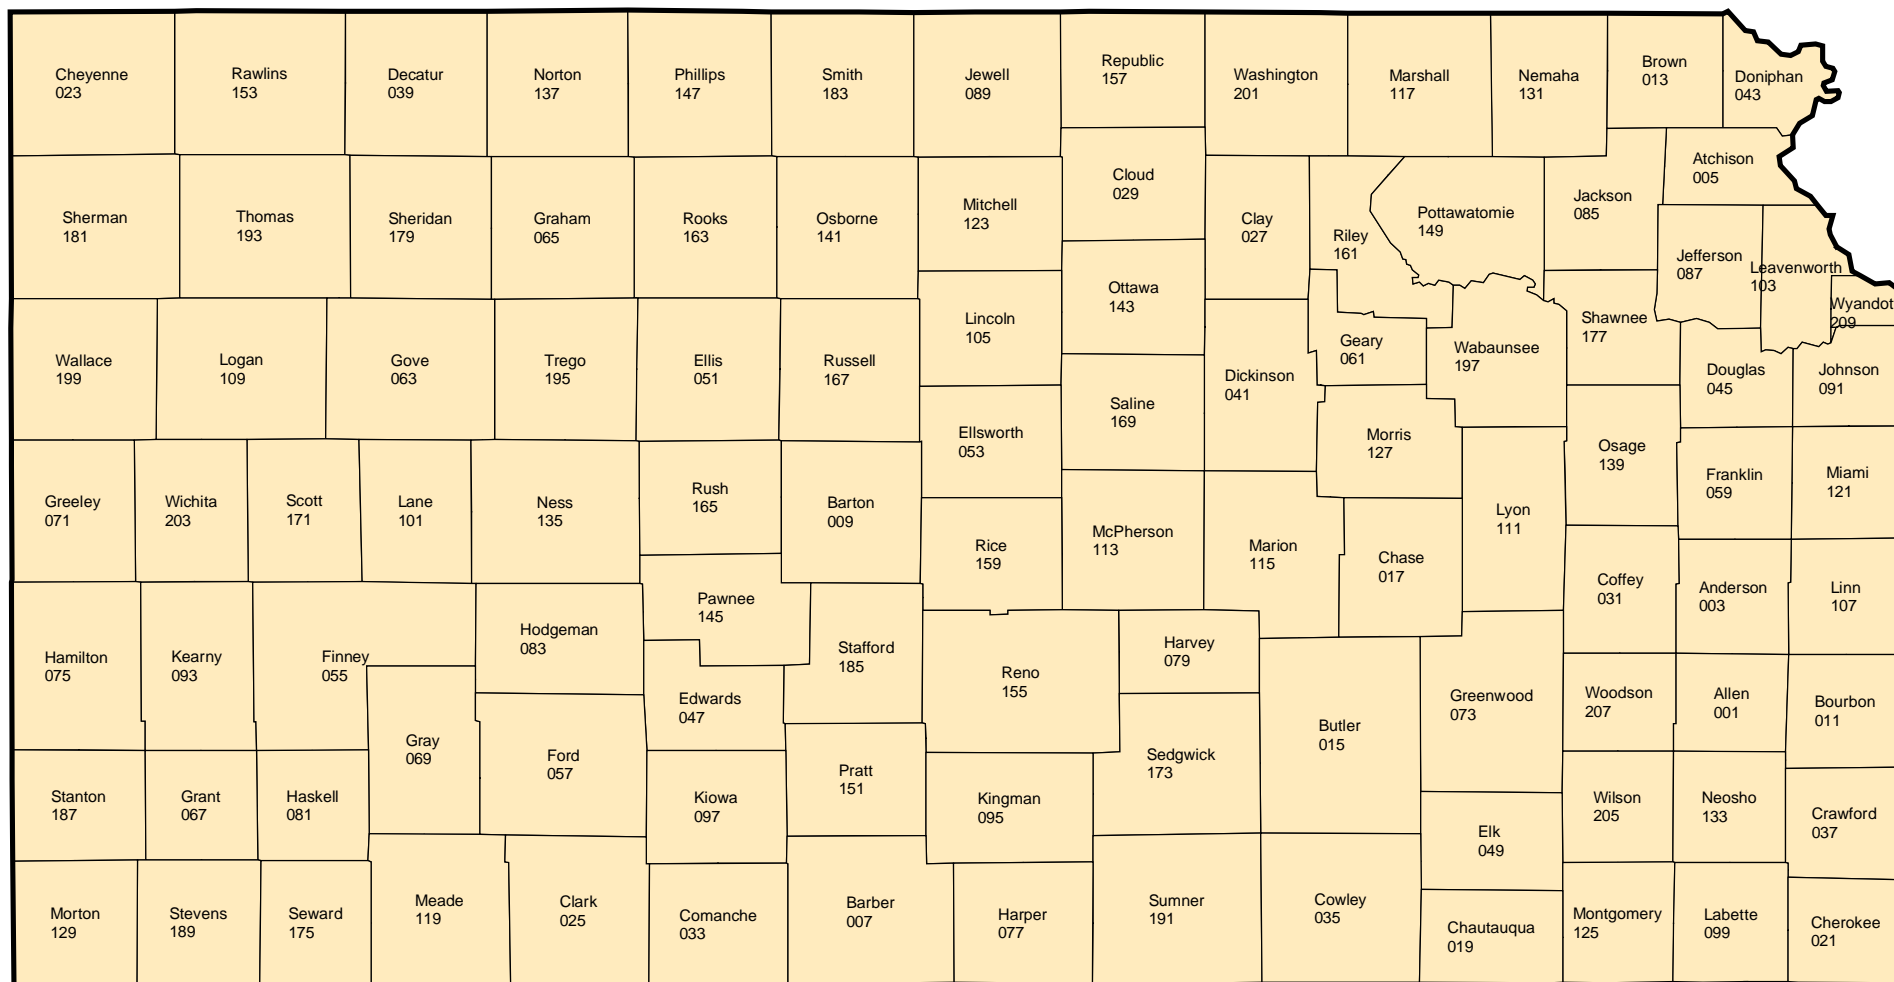 Cheyenne
023
Rawlins
153
Decatur
039
Norton
137
Phillips
147
Smith
183
Jewell
089
Republic
157
Washington
201
Marshall
117
Nemaha
131
Brown
013
Doniphan
043
Sherman
181
Thomas
193
Sheridan
179
Graham
065
Rooks
163
Osborne
141
Mitchell
123
Cloud
029
Clay
027
Riley
161
Pottawatomie
149
Jackson
085
Atchison
005
Jefferson
087
Leavenworth
103
Wyandot
209
Ottawa
143
Lincoln
105
Wallace
199
Logan
109
Gove
063
Trego
195
Ellis
051
Russell
167
Ellsworth
053
Saline
169
Dickinson
041
Geary
061
Wabaunsee
197
Shawnee
177
Douglas
045
Johnson
091
Morris
127
Osage
139
Franklin
059
Miami
121
Greeley
071
Wichita
203
Scott
171
Lane
101
Ness
135
Rush
165
Barton
009
Rice
159
McPherson
113
Marion
115
Chase
017
Lyon
111
Coffey
031
Anderson
003
Linn
107
Hamilton
075
Kearny
093
Finney
055
Hodgeman
083
Pawnee
145
Stafford
185
Edwards
047
Reno
155
Harvey
079
Butler
015
Greenwood
073
Woodson
207
Allen
001
Bourbon
011
Gray
069
Ford
057
Kiowa
097
Pratt
151
Kingman
095
Sedgwick
173
Stanton
187
Grant
067
Haskell
081
Elk
049
Wilson
205
Neosho
133
Crawford
037
Morton
129
Stevens
189
Seward
175
Meade
119
Clark
025
Comanche
033
Barber
007
Harper
077
Sumner
191
Cowley
035
Chautauqua
019
Montgomery
125
Labette
099
Cherokee
021